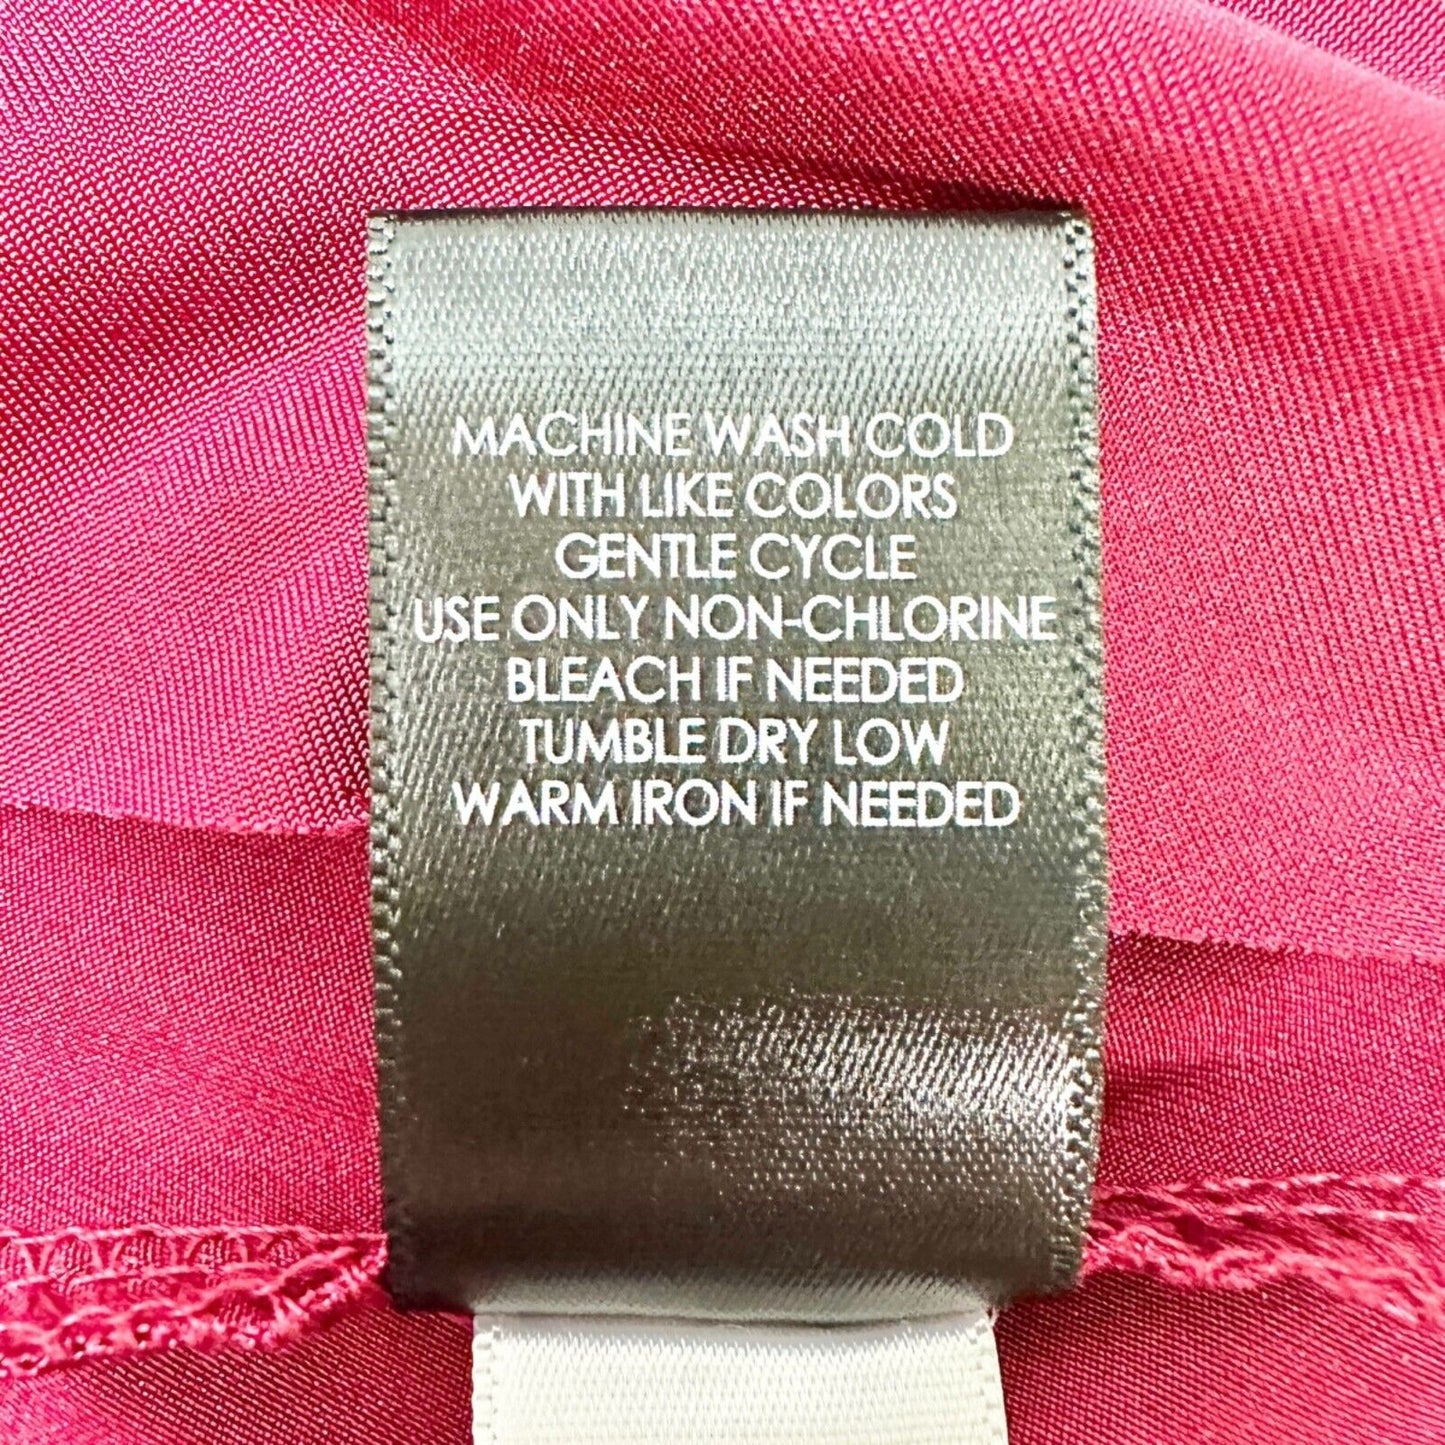 MACHINE WASH COLD
WITH LIKE COLORS
GENTLE CYCLE
USE ONLY NON-CHLORINE
BLEACH IF NEEDED
TUMBLE DRY LOW
WARM IRON IF NEEDED